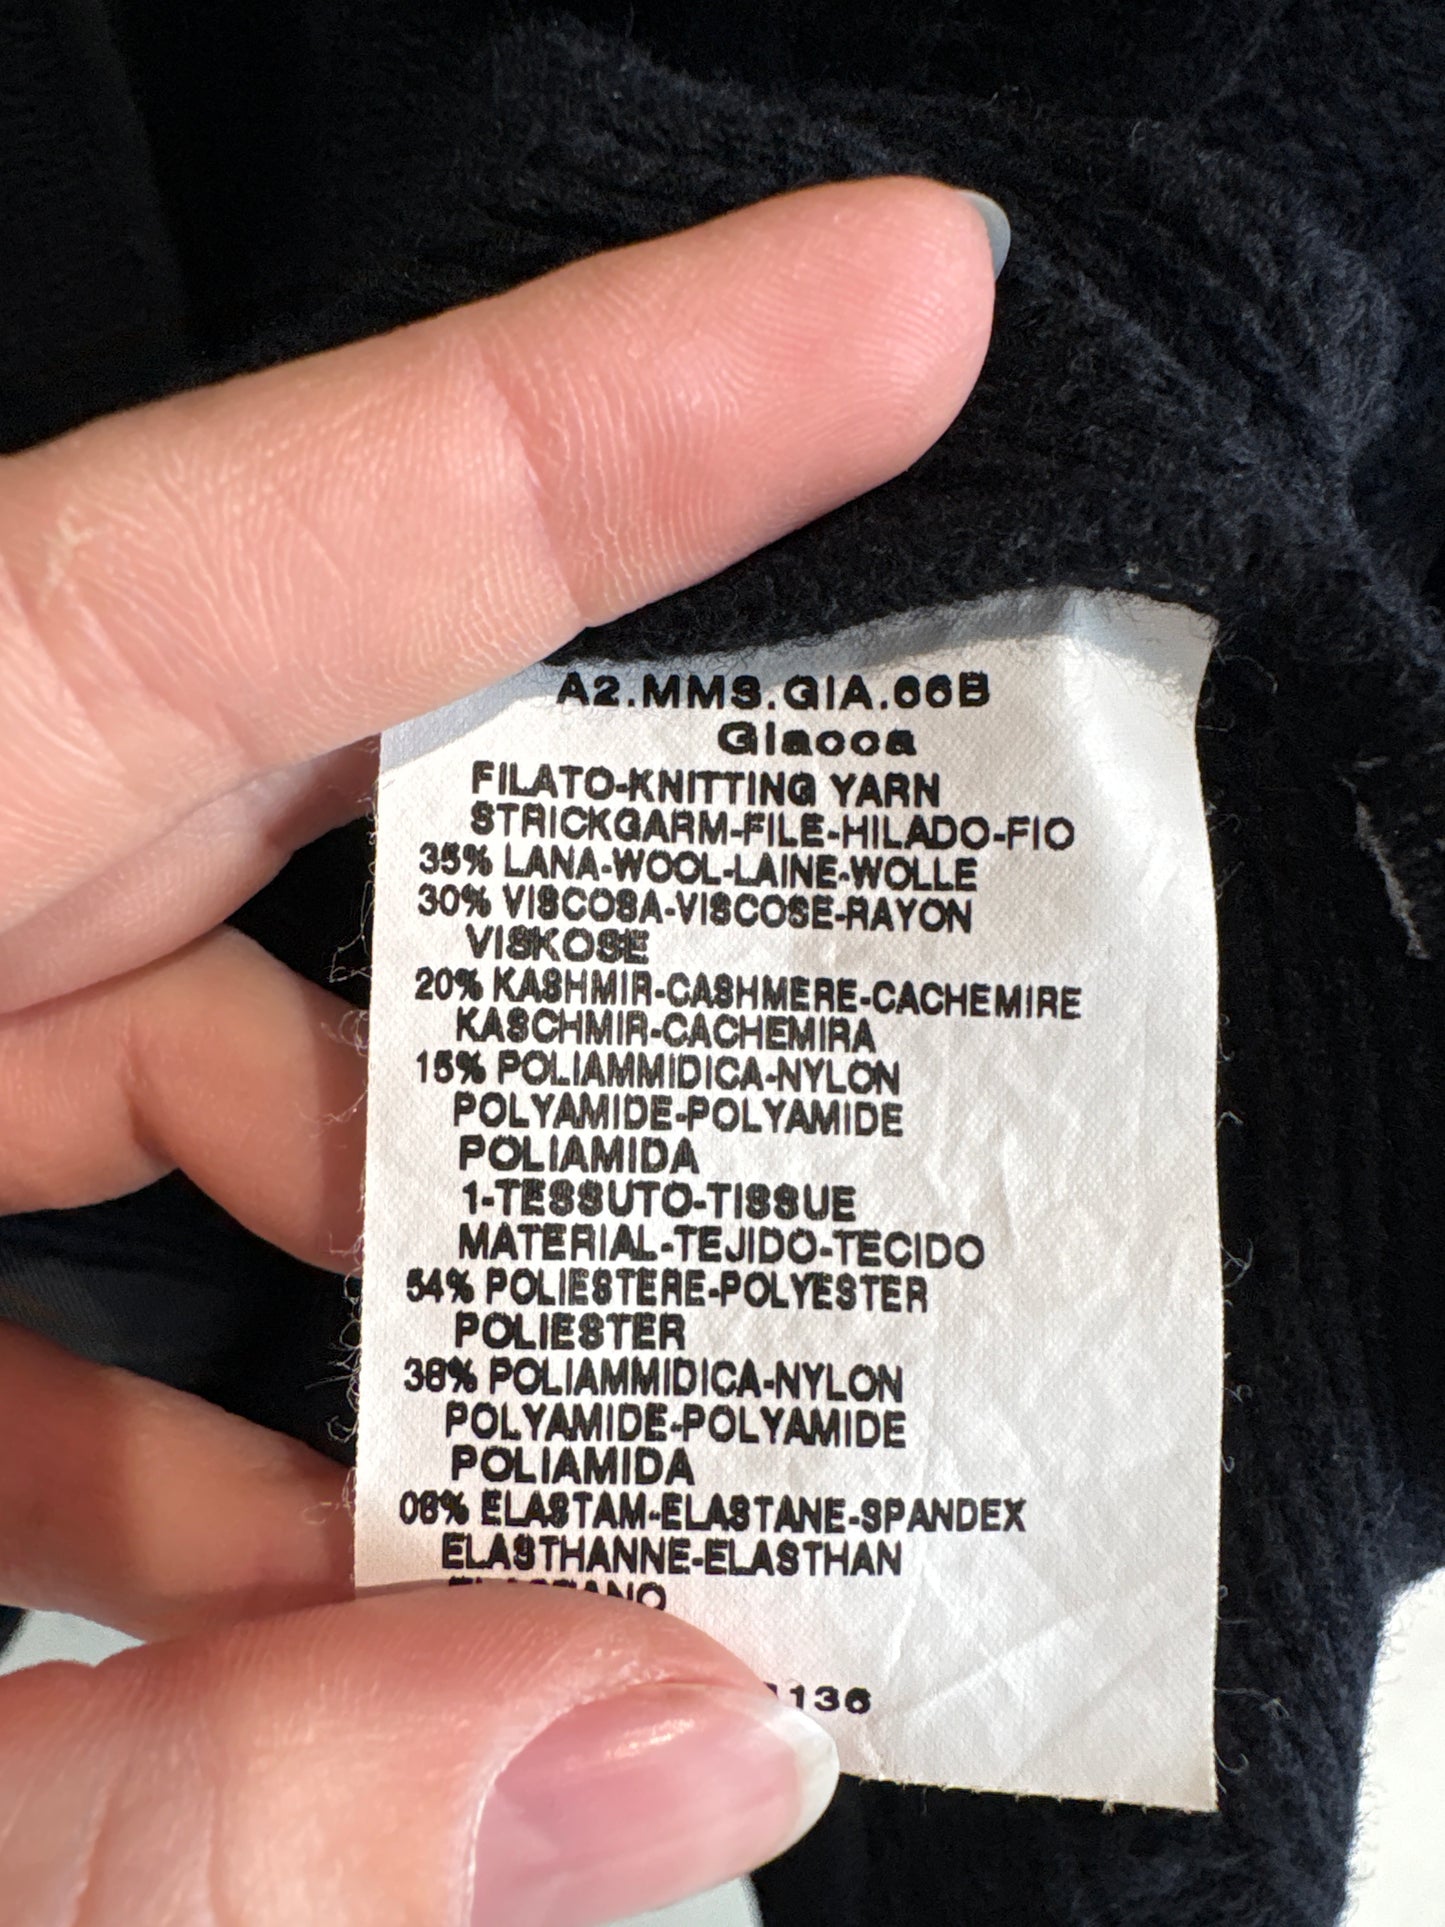 A2.MMS.GIA.66B
Giacca
FILATO-KNITTING YARN
STRICKGARM-FILE-HILADO-FIO
35% LANA-WOOL-LAINE-WOLLE
30% VISCOSA-VISCOSE-RAYON
VISKOSE
20% KASHMIR-CASHMERE-CACHEMIRE
KASCHMIR-CACHEMIRA
15% POLIAMMIDICA-NYLON
POLYAMIDE-POLYAMIDE
POLIAMIDA
1-TESSUTO-TISSUE
MATERIAL-TEJIDO-TECIDO
54% POLIESTERE-POLYESTER
POLIESTER
38% POLIAMMIDICA-NYLON
POLYAMIDE-POLYAMIDE
POLIAMIDA
08% ELASTAM-ELASTANE-SPANDEX
ELASTHANNE-ELASTHAN